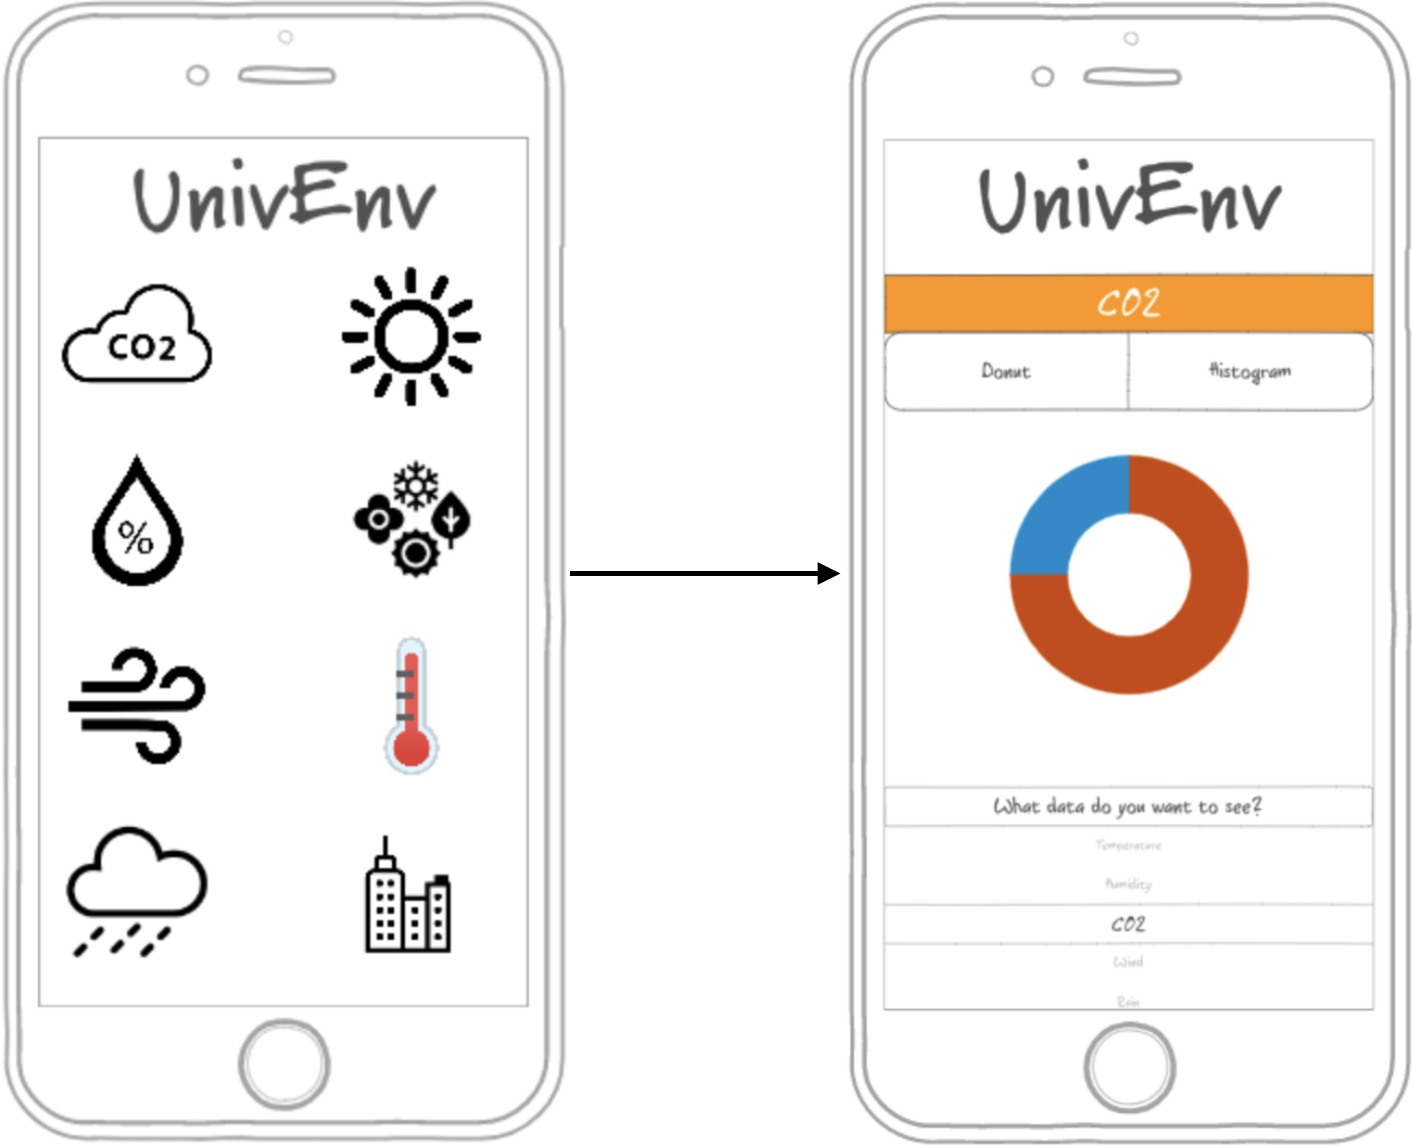 UnivEnv
CO2
%
UnivEnv
CO2
Donut
Histogram
What data do you want to see?
Temperature
Humidity
CO2
Wind
Rain